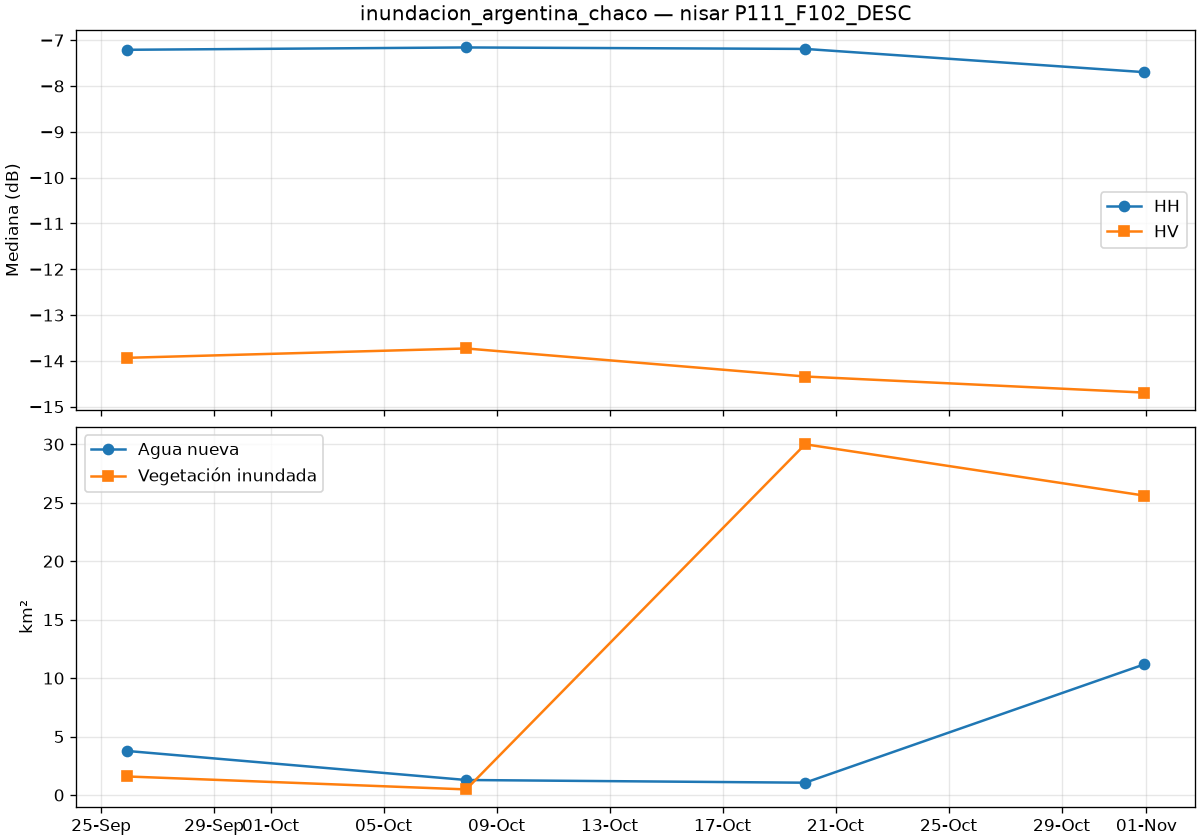 inundacion_argentina_chaco — nisar P111_F102_DESC
Mediana (dB)
−7
−8
−9
−10
−11
−12
−13
−14
−15
HH
HV
km²
30
25
20
15
10
5
0
Agua nueva
Vegetación inundada
25-Sep 29-Sep 01-Oct 05-Oct 09-Oct 13-Oct 17-Oct 21-Oct 25-Oct 29-Oct 01-Nov